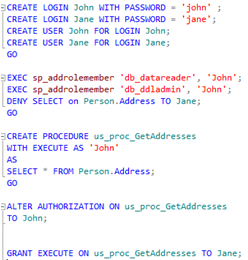 CREATE LOGIN John WITH PASSWORD = 'john' ;
CREATE LOGIN Jane WITH PASSWORD = 'jane';
CREATE USER John FOR LOGIN John;
CREATE USER Jane FOR LOGIN Jane;
GO
EXEC sp_addrolemember 'db_datareader', 'John';
EXEC sp_addrolemember 'db_ddladmin', 'John';
DENY SELECT on Person.Address TO Jane;
GO
CREATE PROCEDURE us_proc_GetAddresses
WITH EXECUTE AS 'John'
AS
SELECT * FROM Person.Address;
GO
ALTER AUTHORIZATION ON us_proc_GetAddresses
TO John;
GRANT EXECUTE ON us_proc_GetAddresses TO Jane;